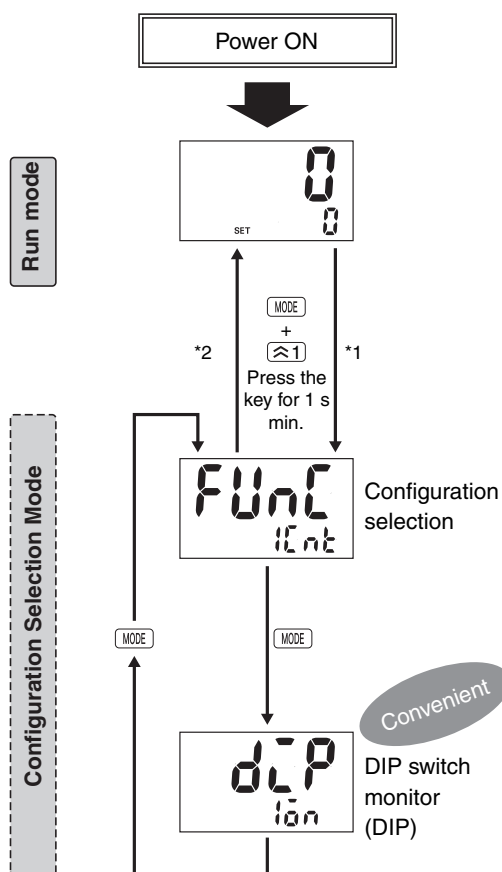 Power ON
Run mode
0
0
SET
MODE
+
1
*2
*1
Press the
key for 1 s
min.
Configuration Selection Mode
FUnC
1Cnt
Configuration
selection
MODE
MODE
Convenient
diP
1on
DIP switch
monitor
(DIP)